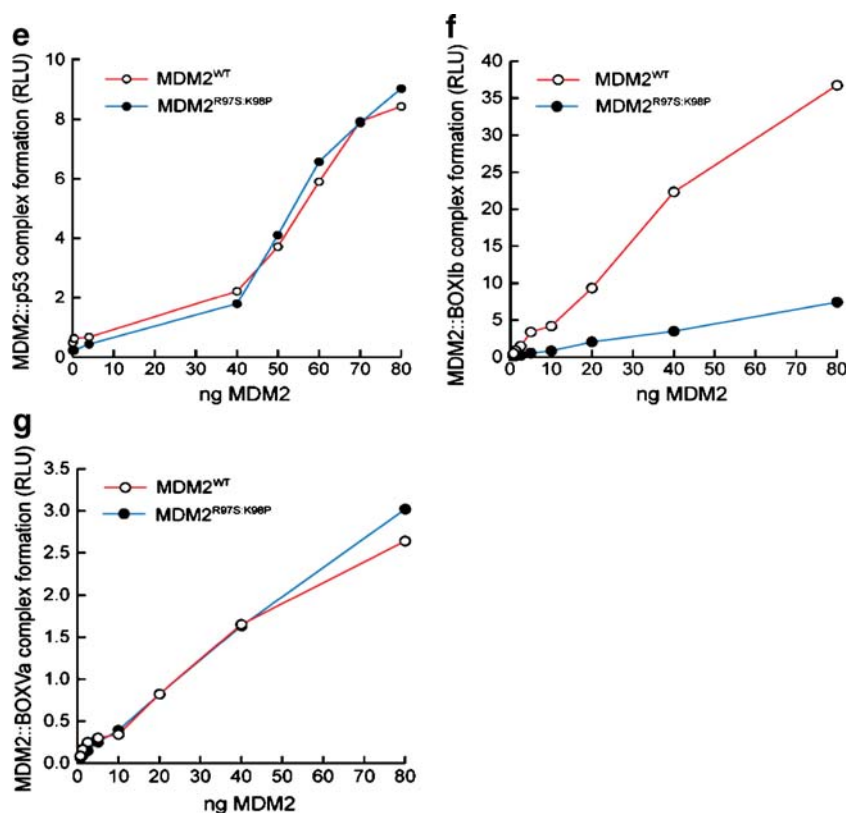 e
MDM2::p53 complex formation (RLU)
10
8
6
4
2
0
MDM2WT
MDM2R97S:K98P
0 10 20 30 40 50 60 70 80
ng MDM2
f
MDM2::BOXIb complex formation (RLU)
40
35
30
25
20
15
10
5
0
MDM2WT
MDM2R97S:K98P
0 10 20 30 40 50 60 70 80
ng MDM2
g
MDM2::BOXVa complex formation (RLU)
3.5
3.0
2.5
2.0
1.5
1.0
0.5
0.0
MDM2WT
MDM2R97S:K98P
0 10 20 30 40 50 60 70 80
ng MDM2